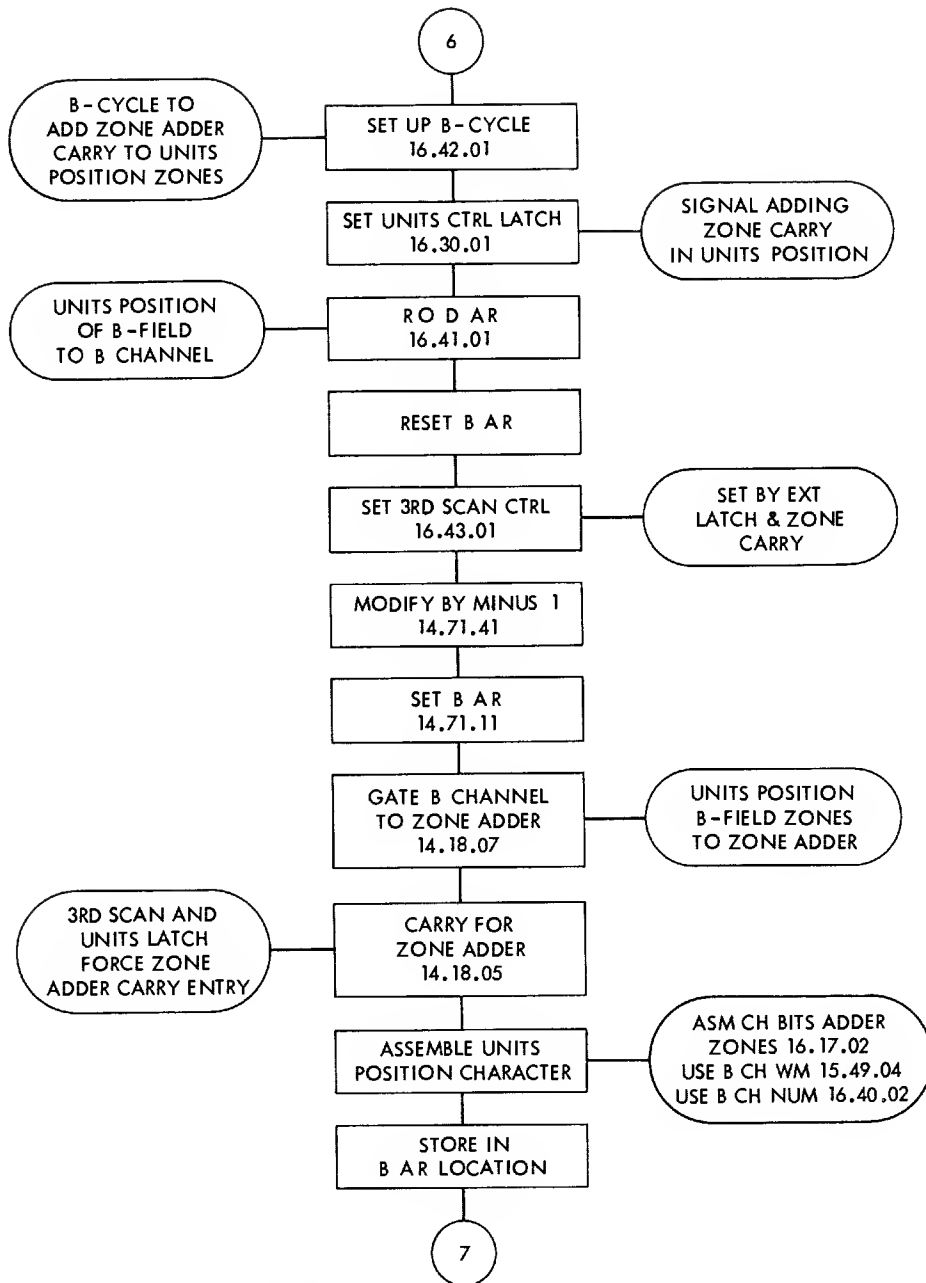 6
B-CYCLE TO
ADD ZONE ADDER
CARRY TO UNITS
POSITION ZONES
SET UP B-CYCLE
16.42.01
SET UNITS CTRL LATCH
16.30.01
SIGNAL ADDING
ZONE CARRY
IN UNITS POSITION
UNITS POSITION
OF B-FIELD
TO B CHANNEL
RO D AR
16.41.01
RESET B AR
SET 3RD SCAN CTRL
16.43.01
SET BY EXT
LATCH & ZONE
CARRY
MODIFY BY MINUS 1
14.71.41
SET B AR
14.71.11
GATE B CHANNEL
TO ZONE ADDER
14.18.07
UNITS POSITION
B-FIELD ZONES
TO ZONE ADDER
3RD SCAN AND
UNITS LATCH
FORCE ZONE
ADDER CARRY ENTRY
CARRY FOR
ZONE ADDER
14.18.05
ASSEMBLE UNITS
POSITION CHARACTER
ASM CH BITS ADDER
ZONES 16.17.02
USE B CH WM 15.49.04
USE B CH NUM 16.40.02
STORE IN
B AR LOCATION
7